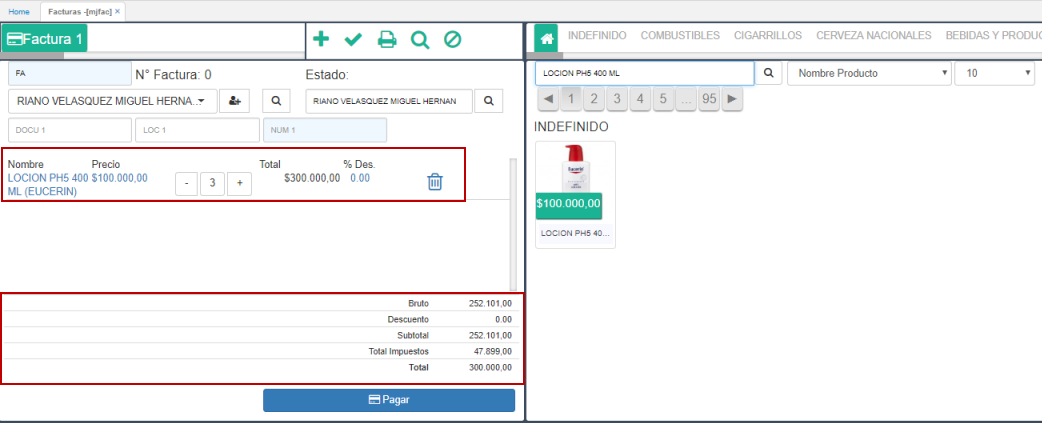 Home Facturas -[mjfac] ×
Factura 1
INDEFINIDO COMBUSTIBLES CIGARRILLOS CERVEZA NACIONALES BEBIDAS Y PRODUC
FA N° Factura: 0 Estado:
RIANO VELASQUEZ MIGUEL HERNA.. RIANO VELASQUEZ MIGUEL HERNAN
DOCU 1 LOC 1 NUM 1
Nombre Precio Total % Des.
LOCION PH5 400 $100.000,00 - 3 + $300.000,00 0.00
ML (EUCERIN)
Bruto 252.101,00
Descuento 0.00
Subtotal 252.101,00
Total Impuestos 47.899,00
Total 300.000,00
Pagar
LOCION PH5 400 ML Nombre Producto 10
1 2 3 4 5 ... 95
INDEFINIDO
Eucerin
$100.000,00
LOCION PH5 40...